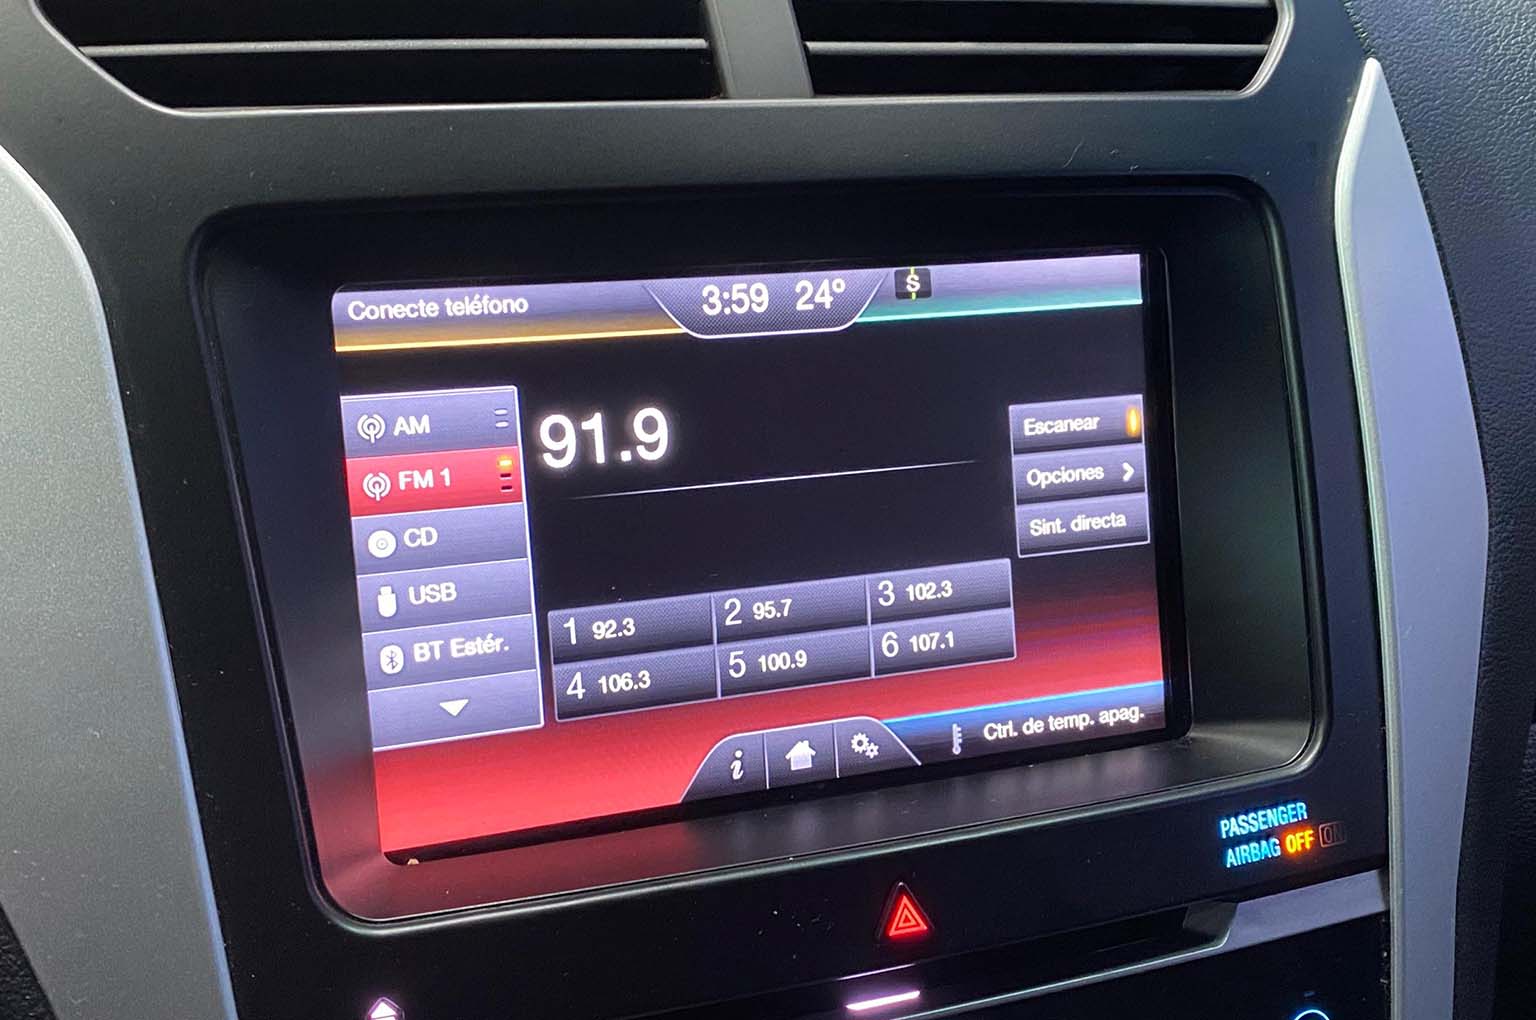 Conecte teléfono
3:59 24°
S
AM
FM 1
CD
USB
BT Estér.
91.9
Escanear
Opciones
Sint. directa
1 92.3
2 95.7
3 102.3
4 106.3
5 100.9
6 107.1
i
Ctrl. de temp. apag.
PASSENGER
AIRBAG OFF ON